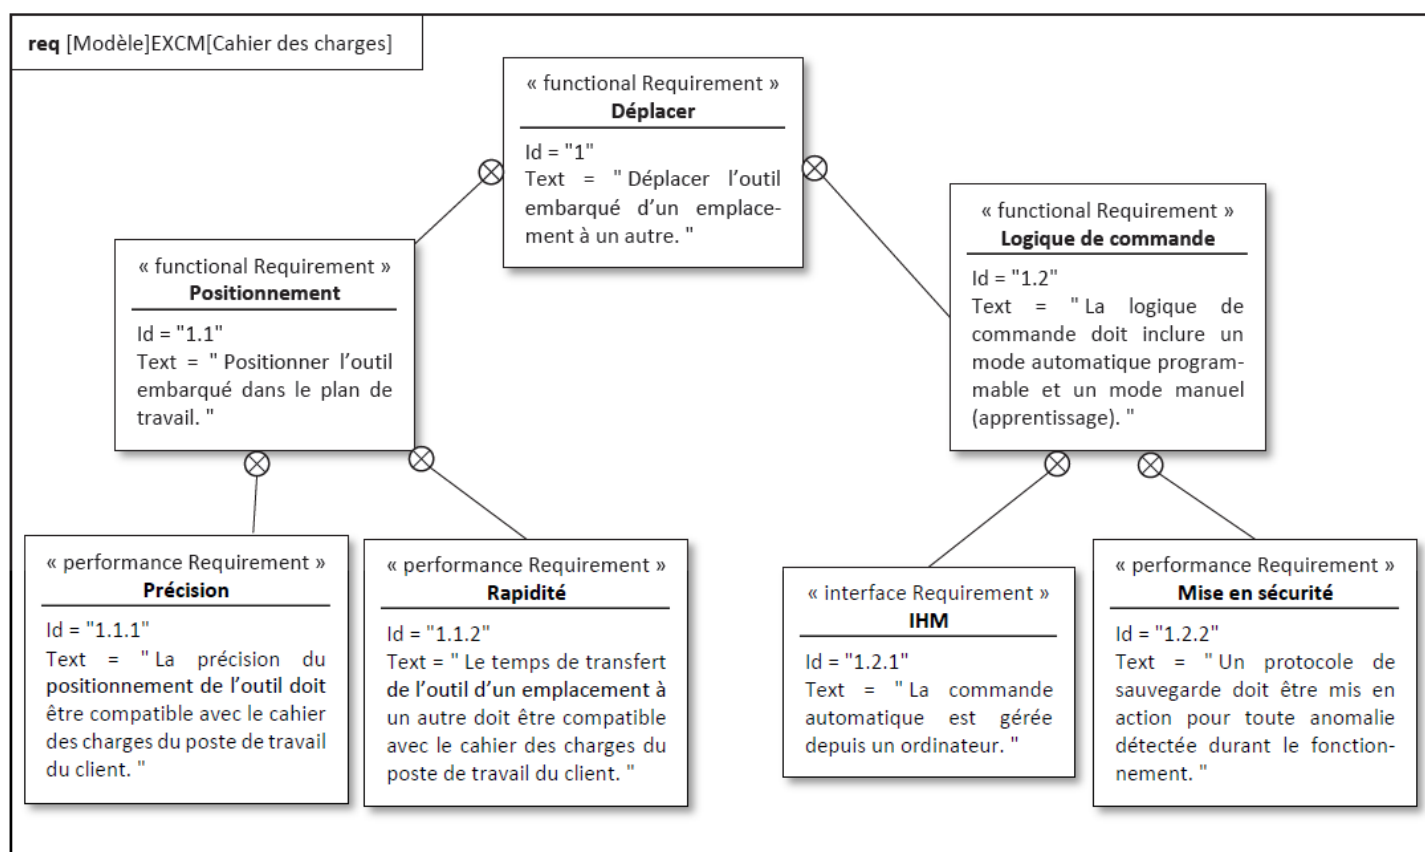 req [Modèle]EXCM[Cahier des charges]
« functional Requirement »
Déplacer
Id = "1"
Text = " Déplacer l’outil
embarqué d’un emplace-
ment à un autre. "
« functional Requirement »
Positionnement
Id = "1.1"
Text = " Positionner l’outil
embarqué dans le plan de
travail. "
« functional Requirement »
Logique de commande
Id = "1.2"
Text = " La logique de
commande doit inclure un
mode automatique program-
mable et un mode manuel
(apprentissage). "
« performance Requirement »
Précision
Id = "1.1.1"
Text = " La précision du
positionnement de l’outil doit
être compatible avec le cahier
des charges du poste de travail
du client. "
« performance Requirement »
Rapidité
Id = "1.1.2"
Text = " Le temps de transfert
de l’outil d’un emplacement à
un autre doit être compatible
avec le cahier des charges du
poste de travail du client. "
« interface Requirement »
IHM
Id = "1.2.1"
Text = " La commande
automatique est gérée
depuis un ordinateur. "
« performance Requirement »
Mise en sécurité
Id = "1.2.2"
Text = " Un protocole de
sauvegarde doit être mis en
action pour toute anomalie
détectée durant le fonction-
nement. "